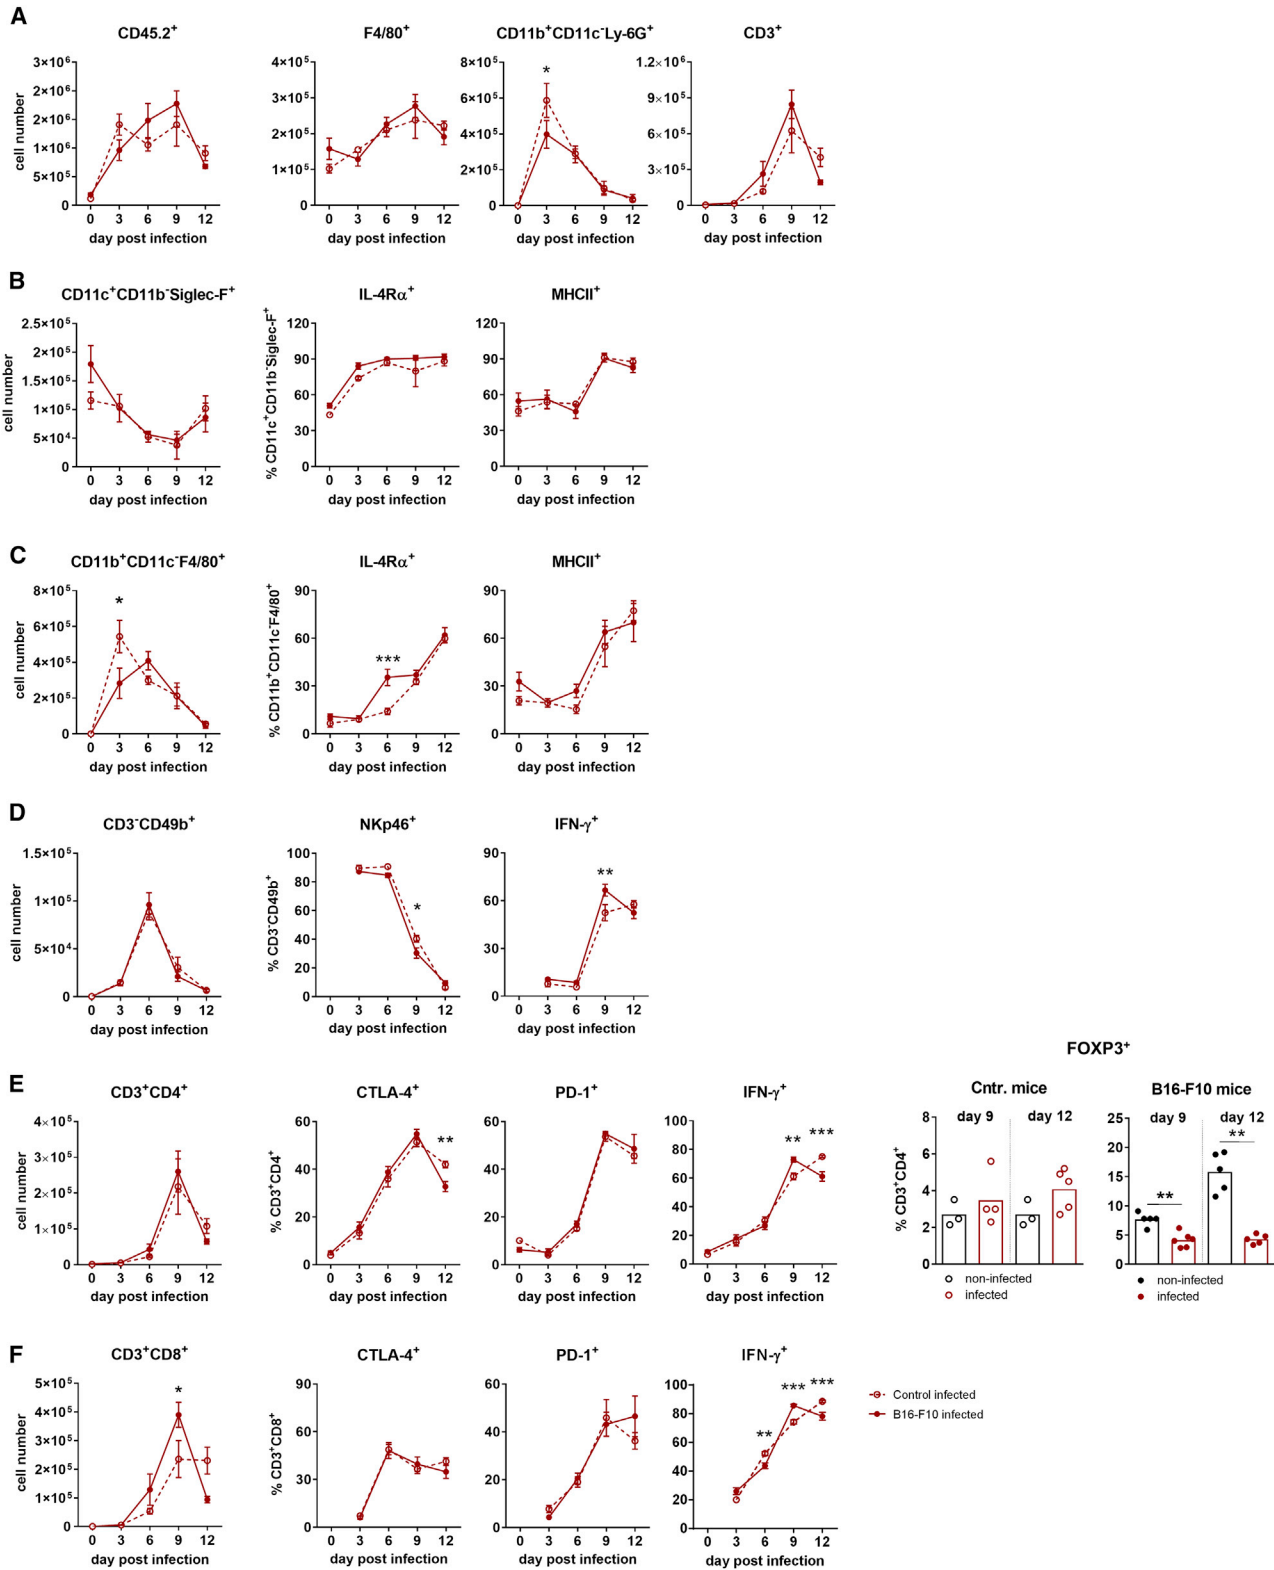 A
CD45.2⁺
F4/80⁺
CD11b⁺CD11c⁻Ly-6G⁺
CD3⁺
cell number
3×10⁶
2×10⁶
2×10⁶
1×10⁶
5×10⁵
0
0 3 6 9 12
day post infection
4×10⁵
3×10⁵
2×10⁵
1×10⁵
0
0 3 6 9 12
day post infection
8×10⁵
6×10⁵
4×10⁵
2×10⁵
0
*
0 3 6 9 12
day post infection
1.2×10⁶
9×10⁵
6×10⁵
3×10⁵
0
0 3 6 9 12
day post infection
B
CD11c⁺CD11b⁻Siglec-F⁺
IL-4Rα⁺
MHCII⁺
cell number
2.5×10⁵
2×10⁵
1.5×10⁵
1×10⁵
5×10⁴
0
0 3 6 9 12
day post infection
% CD11c⁺CD11b⁻Siglec-F⁺
120
90
60
30
0
0 3 6 9 12
day post infection
120
90
60
30
0
0 3 6 9 12
day post infection
C
CD11b⁺CD11c⁻F4/80⁺
IL-4Rα⁺
MHCII⁺
cell number
8×10⁵
6×10⁵
4×10⁵
2×10⁵
0
*
0 3 6 9 12
day post infection
% CD11b⁺CD11c⁻F4/80⁺
90
60
30
0
***
0 3 6 9 12
day post infection
90
60
30
0
0 3 6 9 12
day post infection
D
CD3⁻CD49b⁺
NKp46⁺
IFN-γ⁺
cell number
1.5×10⁵
1×10⁵
5×10⁴
0
0 3 6 9 12
day post infection
% CD3⁻CD49b⁺
100
80
60
40
20
0
*
0 3 6 9 12
day post infection
90
60
30
0
**
0 3 6 9 12
day post infection
E
CD3⁺CD4⁺
CTLA-4⁺
PD-1⁺
IFN-γ⁺
cell number
4×10⁵
3×10⁵
2×10⁵
1×10⁵
0
0 3 6 9 12
day post infection
% CD3⁺CD4⁺
60
40
20
0
**
0 3 6 9 12
day post infection
60
40
20
0
0 3 6 9 12
day post infection
100
80
60
40
20
0
** ***
0 3 6 9 12
day post infection
FOXP3⁺
Cntr. mice
B16-F10 mice
% CD3⁺CD4⁺
8
6
4
2
0
day 9 day 12
non-infected
infected
25
20
15
10
5
0
day 9 day 12
** **
non-infected
infected
F
CD3⁺CD8⁺
CTLA-4⁺
PD-1⁺
IFN-γ⁺
cell number
5×10⁵
4×10⁵
3×10⁵
2×10⁵
1×10⁵
0
*
0 3 6 9 12
day post infection
% CD3⁺CD8⁺
90
60
30
0
0 3 6 9 12
day post infection
60
40
20
0
0 3 6 9 12
day post infection
100
80
60
40
20
0
** *** ***
0 3 6 9 12
day post infection
Control infected
B16-F10 infected